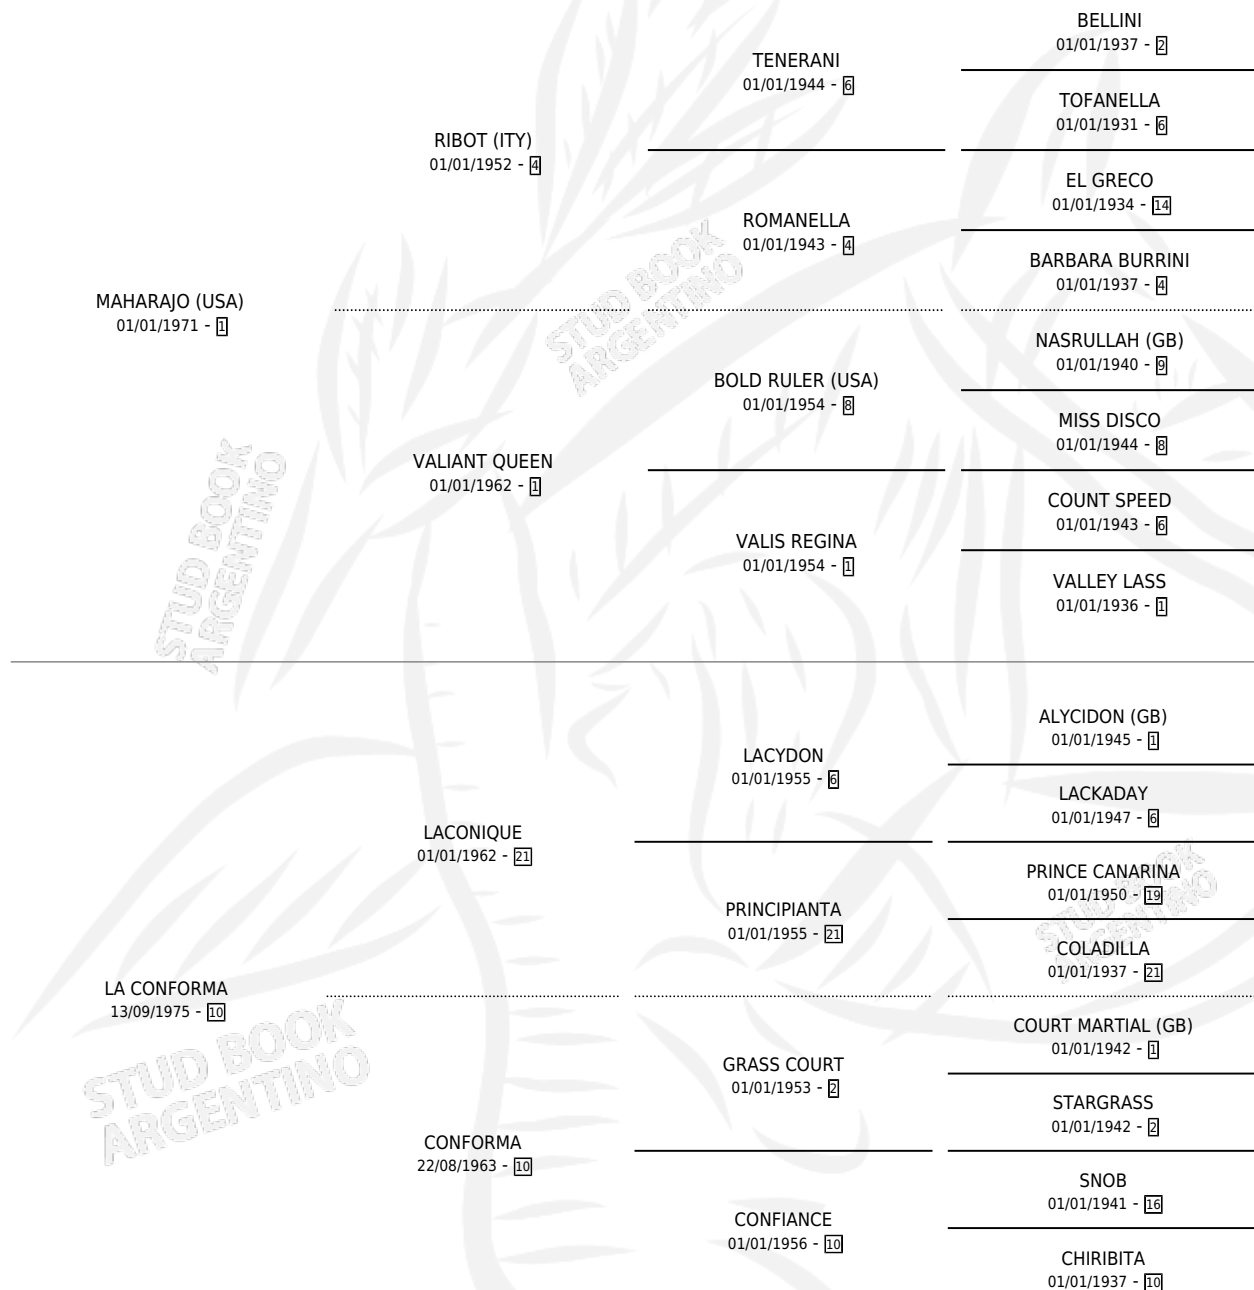 MAHARAJO (USA)
01/01/1971 - 1
RIBOT (ITY)
01/01/1952 - 4
VALIANT QUEEN
01/01/1962 - 1
TENERANI
01/01/1944 - 6
ROMANELLA
01/01/1943 - 4
BOLD RULER (USA)
01/01/1954 - 8
VALIS REGINA
01/01/1954 - 1
BELLINI
01/01/1937 - 2
TOFANELLA
01/01/1931 - 6
EL GRECO
01/01/1934 - 14
BARBARA BURRINI
01/01/1937 - 4
NASRULLAH (GB)
01/01/1940 - 9
MISS DISCO
01/01/1944 - 8
COUNT SPEED
01/01/1943 - 6
VALLEY LASS
01/01/1936 - 1
LA CONFORMA
13/09/1975 - 10
LACONIQUE
01/01/1962 - 21
CONFORMA
22/08/1963 - 10
LACYDON
01/01/1955 - 6
PRINCIPIANTA
01/01/1955 - 21
GRASS COURT
01/01/1953 - 2
CONFIANCE
01/01/1956 - 10
ALYCIDON (GB)
01/01/1945 - 1
LACKADAY
01/01/1947 - 6
PRINCE CANARINA
01/01/1950 - 19
COLADILLA
01/01/1937 - 21
COURT MARTIAL (GB)
01/01/1942 - 1
STARGRASS
01/01/1942 - 2
SNOB
01/01/1941 - 16
CHIRIBITA
01/01/1937 - 10
STUD BOOK
ARGENTINO
STUD BOOK
ARGENTINO
STUD BOOK
ARGENTINO
STUD BOOK
ARGENTINO